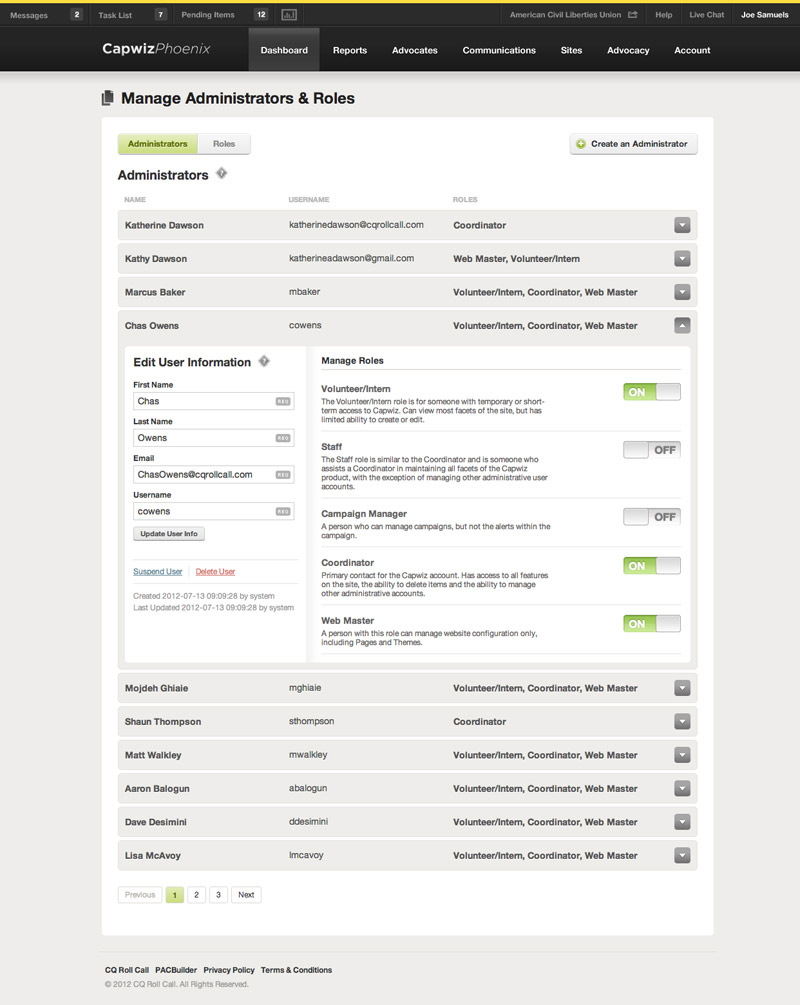 Messages 2 Task List 7 Pending Items 12 American Civil Liberties Union Help Live Chat Joe Samuels
CapwizPhoenix Dashboard Reports Advocates Communications Sites Advocacy Account
Manage Administrators & Roles
Administrators Roles Create an Administrator
Administrators ?
NAME USERNAME ROLES
Katherine Dawson katherinedawson@cqrollcall.com Coordinator
Kathy Dawson katherineadawson@gmail.com Web Master, Volunteer/Intern
Marcus Baker mbaker Volunteer/Intern, Coordinator, Web Master
Chas Owens cowens Volunteer/Intern, Coordinator, Web Master
Edit User Information ?
First Name
Chas REQ
Last Name
Owens REQ
Email
ChasOwens@cqrollcall.com REQ
Username
cowens REQ
Update User Info
Suspend User Delete User
Created 2012-07-13 09:09:28 by system
Last Updated 2012-07-13 09:09:28 by system
Manage Roles
Volunteer/Intern ON
The Volunteer/Intern role is for someone with temporary or short-
term access to Capwiz. Can view most facets of the site, but has
limited ability to create or edit.
Staff OFF
The Staff role is similar to the Coordinator and is someone who
assists a Coordinator in maintaining all facets of the Capwiz
product, with the exception of managing other administrative user
accounts.
Campaign Manager OFF
A person who can manage campaigns, but not the alerts within the
campaign.
Coordinator ON
Primary contact for the Capwiz account. Has access to all features
on the site, the ability to delete items and the ability to manage
other administrative accounts.
Web Master ON
A person with this role can manage website configuration only,
including Pages and Themes.
Mojdeh Ghiaie mghiaie Volunteer/Intern, Coordinator, Web Master
Shaun Thompson sthompson Coordinator
Matt Walkley mwalkley Volunteer/Intern, Coordinator, Web Master
Aaron Balogun abalogun Volunteer/Intern, Coordinator, Web Master
Dave Desimini ddesimini Volunteer/Intern, Coordinator, Web Master
Lisa McAvoy lmcavoy Volunteer/Intern, Coordinator, Web Master
Previous 1 2 3 Next
CQ Roll Call PACBuilder Privacy Policy Terms & Conditions
© 2012 CQ Roll Call. All Rights Reserved.